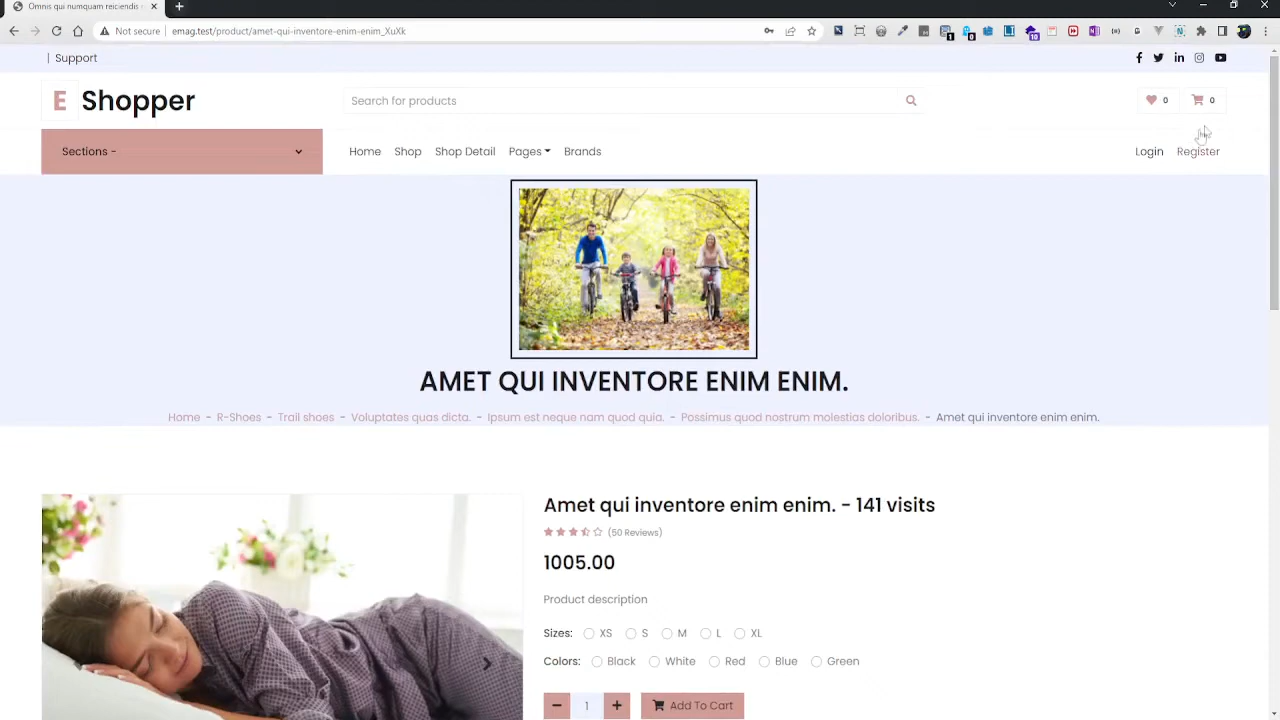 Omnis qui numquam reiciendis
Not secure | emag.test/product/amet-qui-inventore-enim-enim_XuXk
| Support
E Shopper
Search for products
0
0
Sections -
Home Shop Shop Detail Pages Brands
Login Register
AMET QUI INVENTORE ENIM ENIM.
Home - R-Shoes - Trail shoes - Voluptates quas dicta. - Ipsum est neque nam quod quia. - Possimus quod nostrum molestias doloribus. - Amet qui inventore enim enim.
Amet qui inventore enim enim. - 141 visits
(50 Reviews)
1005.00
Product description
Sizes: XS S M L XL
Colors: Black White Red Blue Green
- 1 + Add To Cart